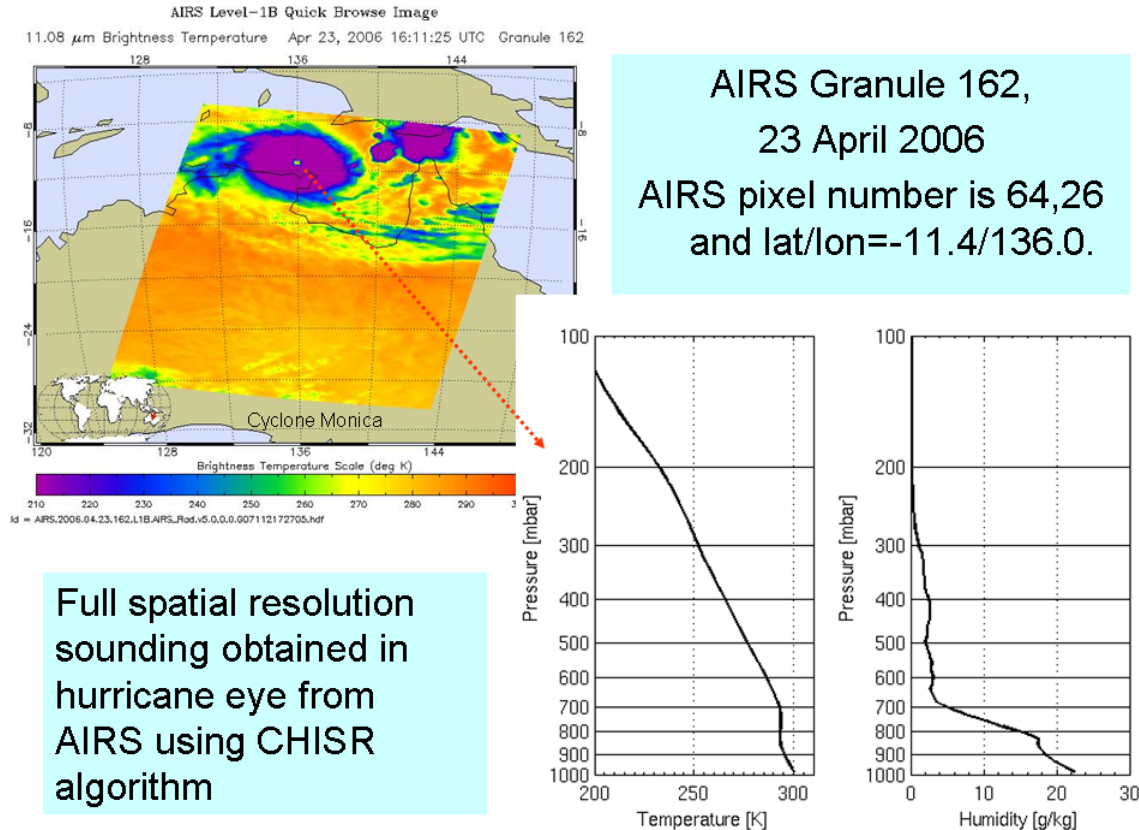 AIRS Level-1B Quick Browse Image
11.08 μm Brightness Temperature Apr 23, 2006 16:11:25 UTC Granule 162
128 136 144
-8 -8
-16 -16
-24
-32
Cyclone Monica
120 128 136 144
Brightness Temperature Scale (deg K)
210 220 230 240 250 260 270 280 290 3
Id = AIRS.2006.04.23.162.L1B.AIRS_Rad.v5.0.0.0.G07112172705.hdf
AIRS Granule 162,
23 April 2006
AIRS pixel number is 64,26
and lat/lon=-11.4/136.0.
Full spatial resolution
sounding obtained in
hurricane eye from
AIRS using CHISR
algorithm
100
200
300
400
500
600
700
800
900
1000
Pressure [mbar]
200 250 300
Temperature [K]
100
200
300
400
500
600
700
800
900
1000
Pressure [mbar]
0 10 20 30
Humidity [g/kg]